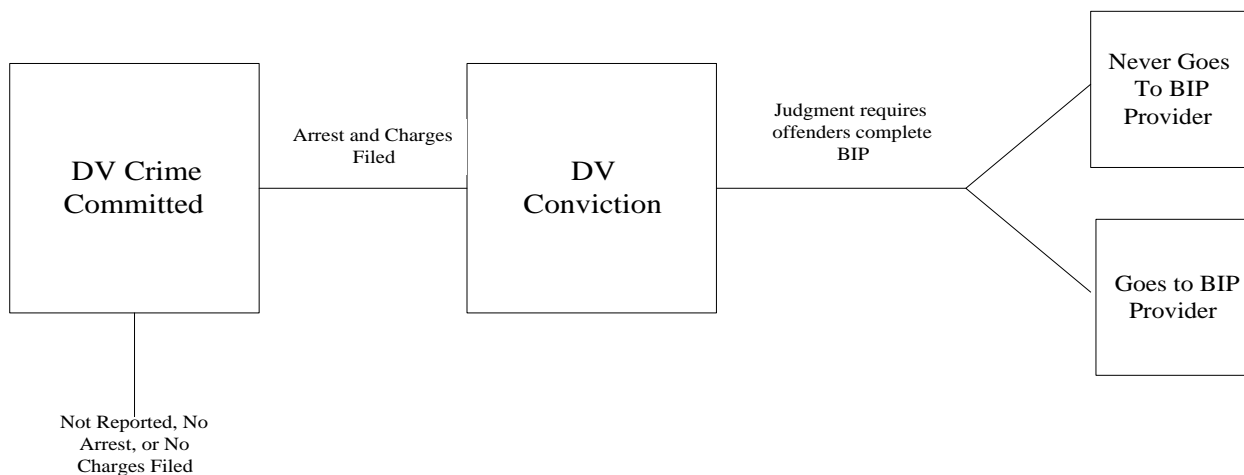 DV Crime
Committed
Not Reported, No
Arrest, or No
Charges Filed
Arrest and Charges
Filed
DV
Conviction
Judgment requires
offenders complete
BIP
Never Goes
To BIP
Provider
Goes to BIP
Provider